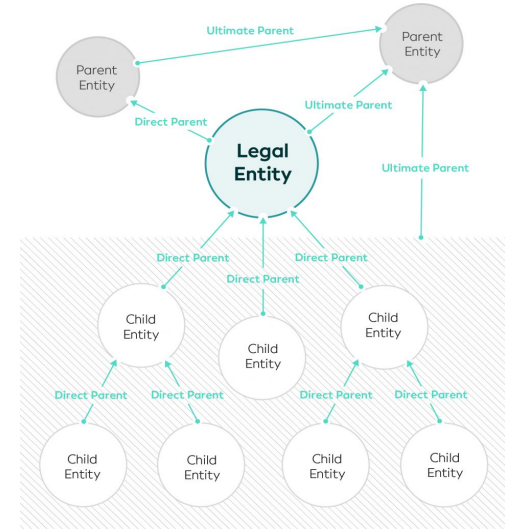 Ultimate Parent
Parent
Entity
Parent
Entity
Ultimate Parent
Direct Parent
Legal
Entity
Ultimate Parent
Direct Parent
Direct Parent
Direct Parent
Child
Entity
Child
Entity
Child
Entity
Direct Parent
Direct Parent
Direct Parent
Direct Parent
Child
Entity
Child
Entity
Child
Entity
Child
Entity